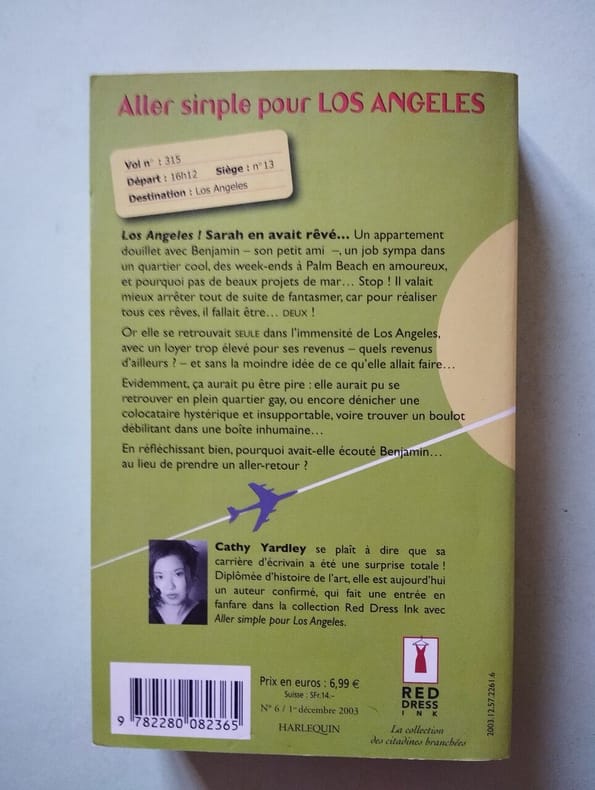 Aller simple pour LOS ANGELES
Vol n° : 315
Départ : 16h12 Siège : n°13
Destination : Los Angeles
Los Angeles ! Sarah en avait rêvé... Un appartement
douillet avec Benjamin – son petit ami –, un job sympa dans
un quartier cool, des week-ends à Palm Beach en amoureux,
et pourquoi pas de beaux projets de mar... Stop ! Il valait
mieux arrêter tout de suite de fantasmer, car pour réaliser
tous ces rêves, il fallait être... DEUX !
Or elle se retrouvait SEULE dans l'immensité de Los Angeles,
avec un loyer trop élevé pour ses revenus – quels revenus
d'ailleurs ? – et sans la moindre idée de ce qu'elle allait faire...
Evidemment, ça aurait pu être pire : elle aurait pu se
retrouver en plein quartier gay, ou encore dénicher une
colocataire hystérique et insupportable, voire trouver un boulot
débilitant dans une boîte inhumaine...
En réfléchissant bien, pourquoi avait-elle écouté Benjamin...
au lieu de prendre un aller-retour ?
Cathy Yardley se plaît à dire que sa
carrière d'écrivain a été une surprise totale !
Diplômée d'histoire de l'art, elle est aujourd'hui
un auteur confirmé, qui fait une entrée en
fanfare dans la collection Red Dress Ink avec
Aller simple pour Los Angeles.
9 782280 082365
Prix en euros : 6,99 €
Suisse : SFr.14.–
N° 6 / 1er décembre 2003
HARLEQUIN
RED
DRESS
INK
La collection
des citadines branchées
2003.12.57.2261.6